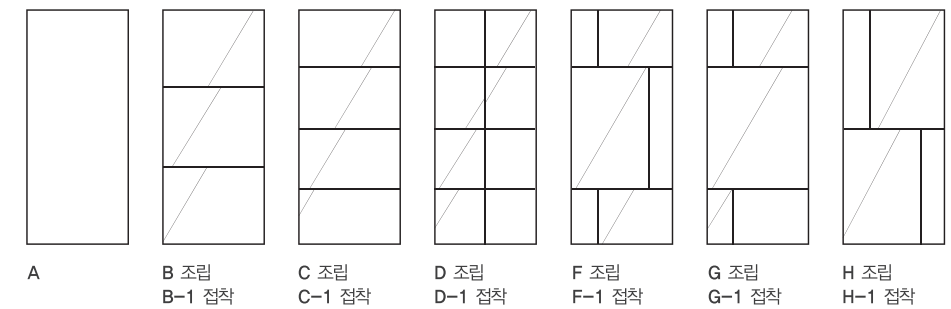 A
B 조립
B-1 접착
C 조립
C-1 접착
D 조립
D-1 접착
F 조립
F-1 접착
G 조립
G-1 접착
H 조립
H-1 접착